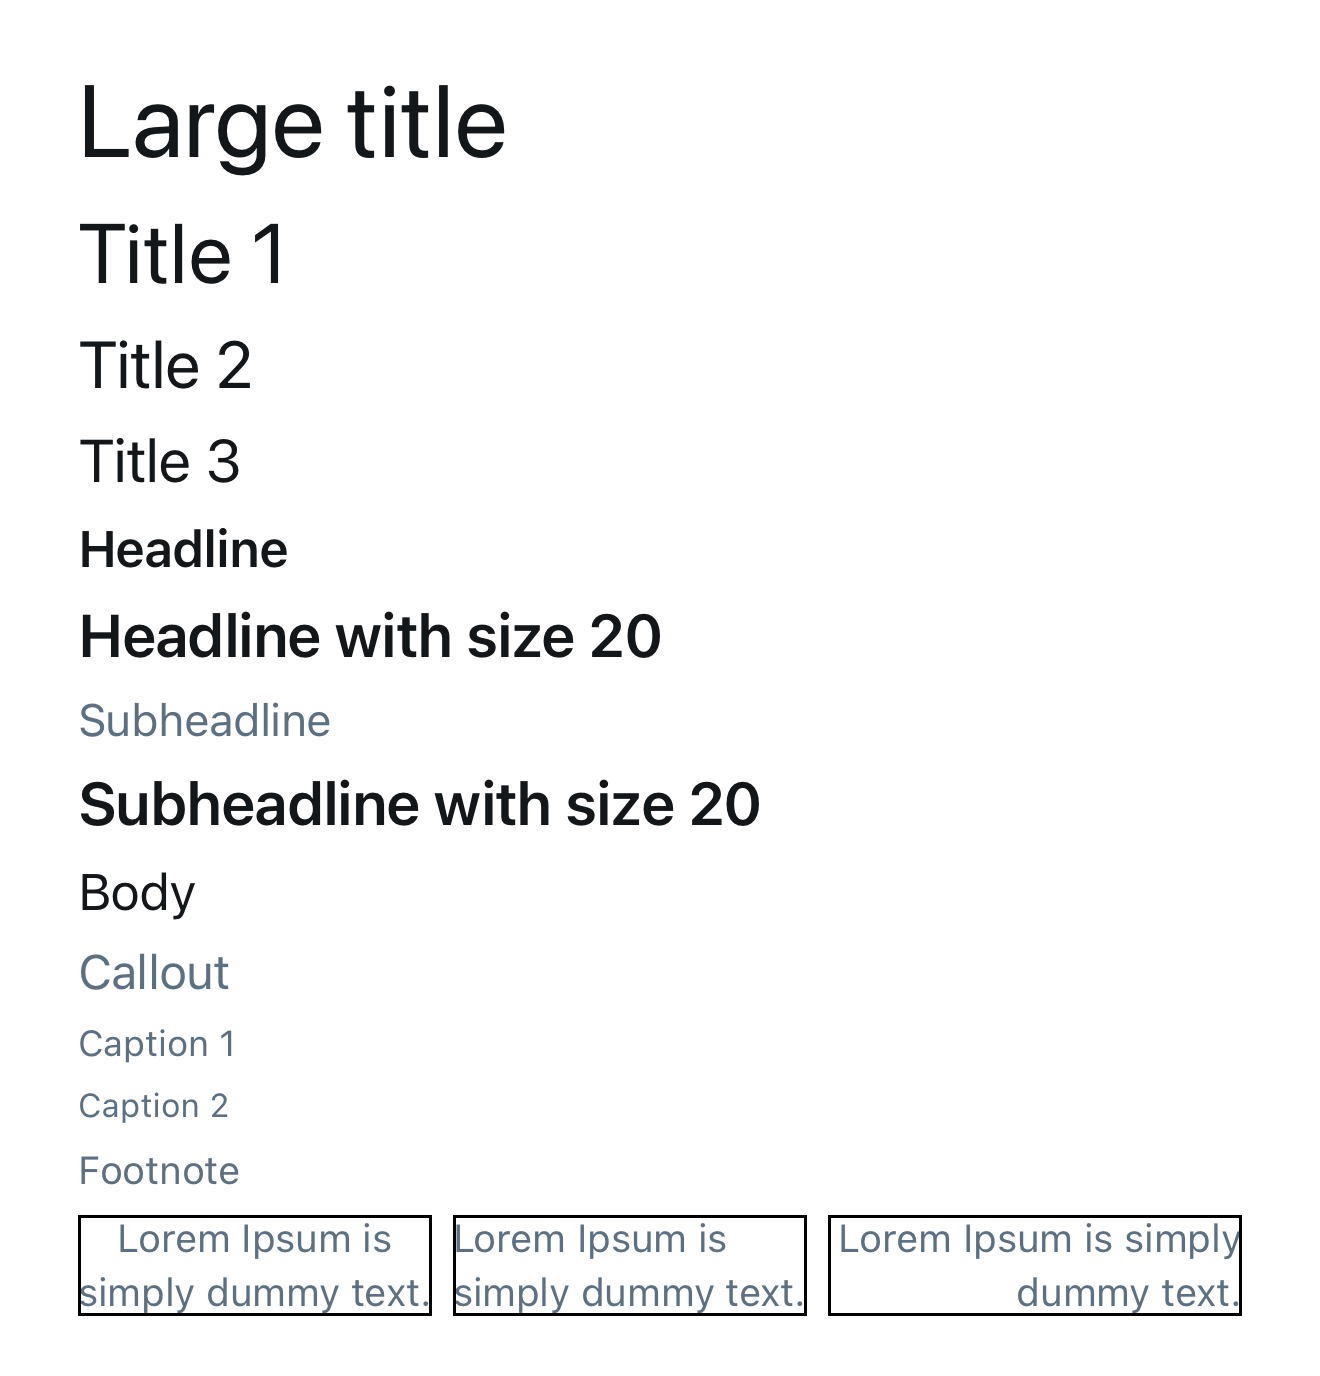 Large title
Title 1
Title 2
Title 3
Headline
Headline with size 20
Subheadline
Subheadline with size 20
Body
Callout
Caption 1
Caption 2
Footnote
Lorem Ipsum is
simply dummy text.
Lorem Ipsum is
simply dummy text.
Lorem Ipsum is simply
dummy text.